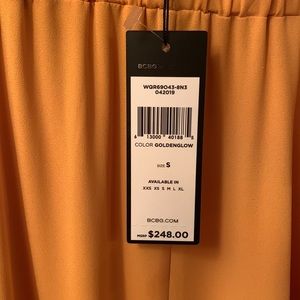 BCBG
WQR69O43-8N3
042019
6 13000 40188 5
COLOR GOLDENGLOW
SIZE S
AVAILABLE IN
XXS XS S M L XL
BCBG.COM
MSRP $248.00